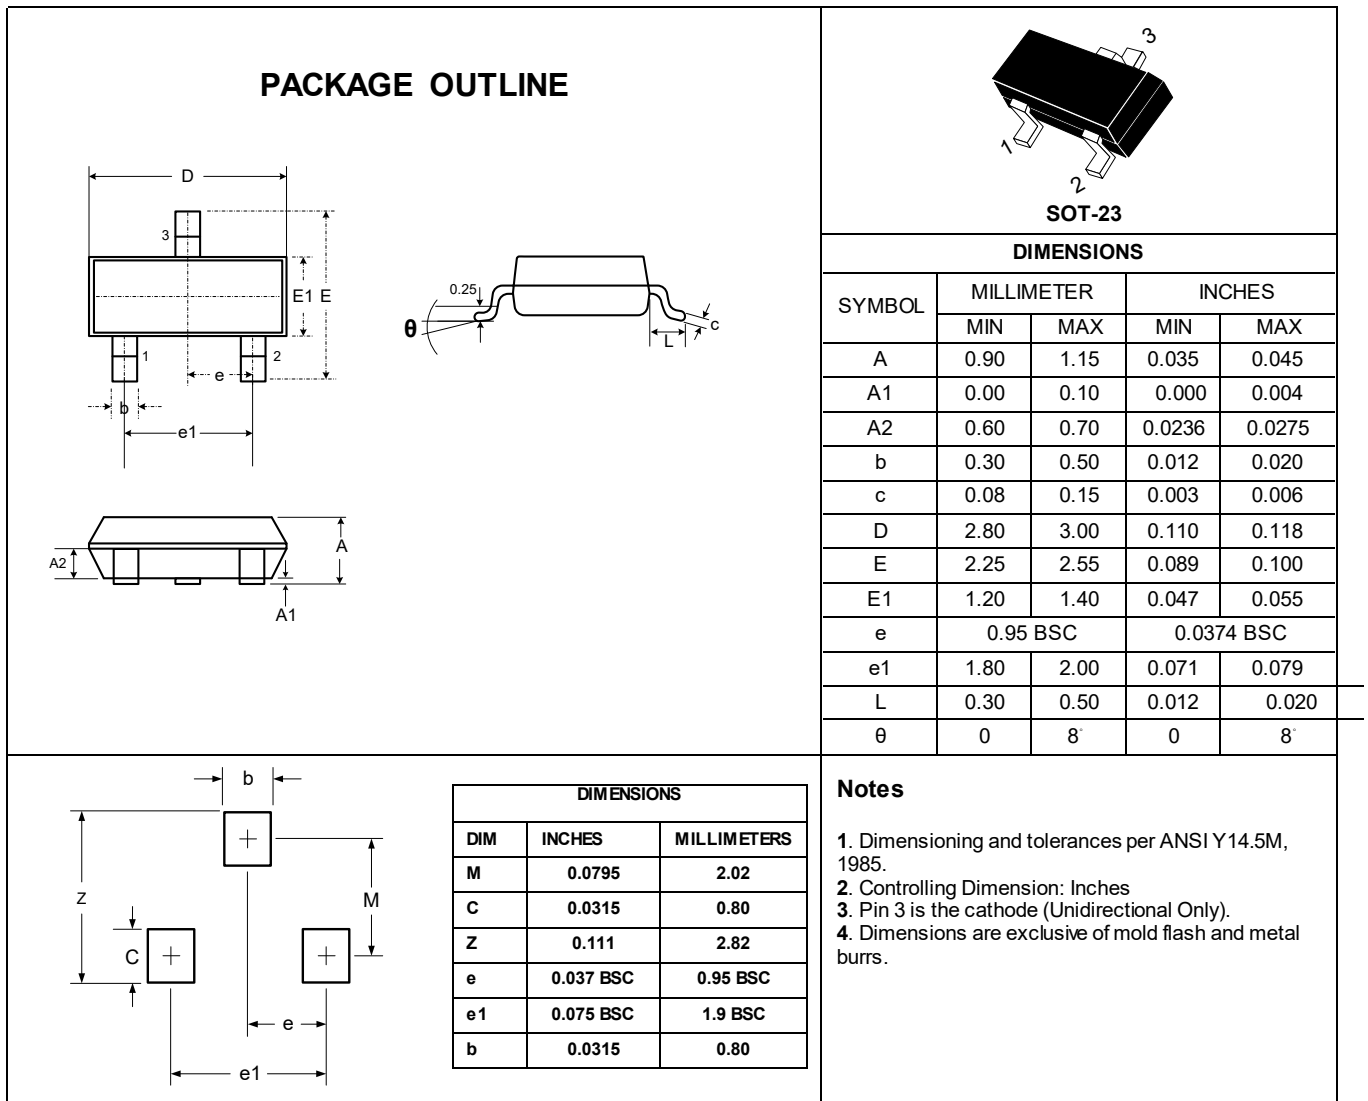 PACKAGE OUTLINE
D
3
E1 E
1
2
e
b
e1
0.25
θ
L
c
A2
A
A1
3
1
2
SOT-23
DIMENSIONS
SYMBOL MILLIMETER INCHES
MIN MAX MIN MAX
A 0.90 1.15 0.035 0.045
A1 0.00 0.10 0.000 0.004
A2 0.60 0.70 0.0236 0.0275
b 0.30 0.50 0.012 0.020
c 0.08 0.15 0.003 0.006
D 2.80 3.00 0.110 0.118
E 2.25 2.55 0.089 0.100
E1 1.20 1.40 0.047 0.055
e 0.95 BSC 0.0374 BSC
e1 1.80 2.00 0.071 0.079
L 0.30 0.50 0.012 0.020
θ 0 8° 0 8°
b
Z
M
C
e
e1
DIMENSIONS
DIM INCHES MILLIMETERS
M 0.0795 2.02
C 0.0315 0.80
Z 0.111 2.82
e 0.037 BSC 0.95 BSC
e1 0.075 BSC 1.9 BSC
b 0.0315 0.80
Notes
1. Dimensioning and tolerances per ANSI Y14.5M,
1985.
2. Controlling Dimension: Inches
3. Pin 3 is the cathode (Unidirectional Only).
4. Dimensions are exclusive of mold flash and metal
burrs.